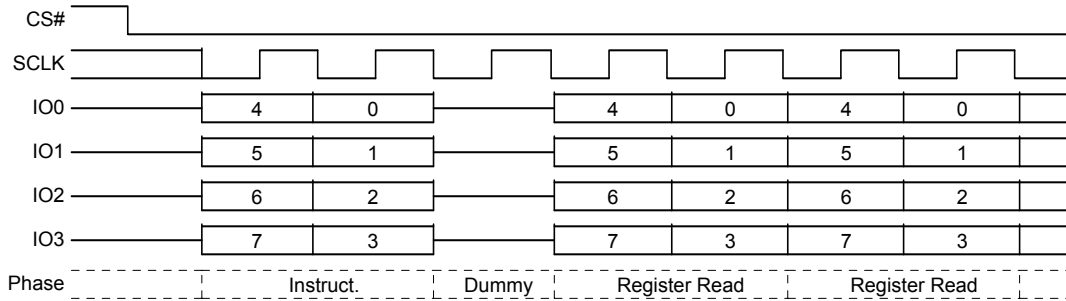 CS#
SCLK
IO0 4 0 4 0 4 0
IO1 5 1 5 1 5 1
IO2 6 2 6 2 6 2
IO3 7 3 7 3 7 3
Phase Instruct. Dummy Register Read Register Read